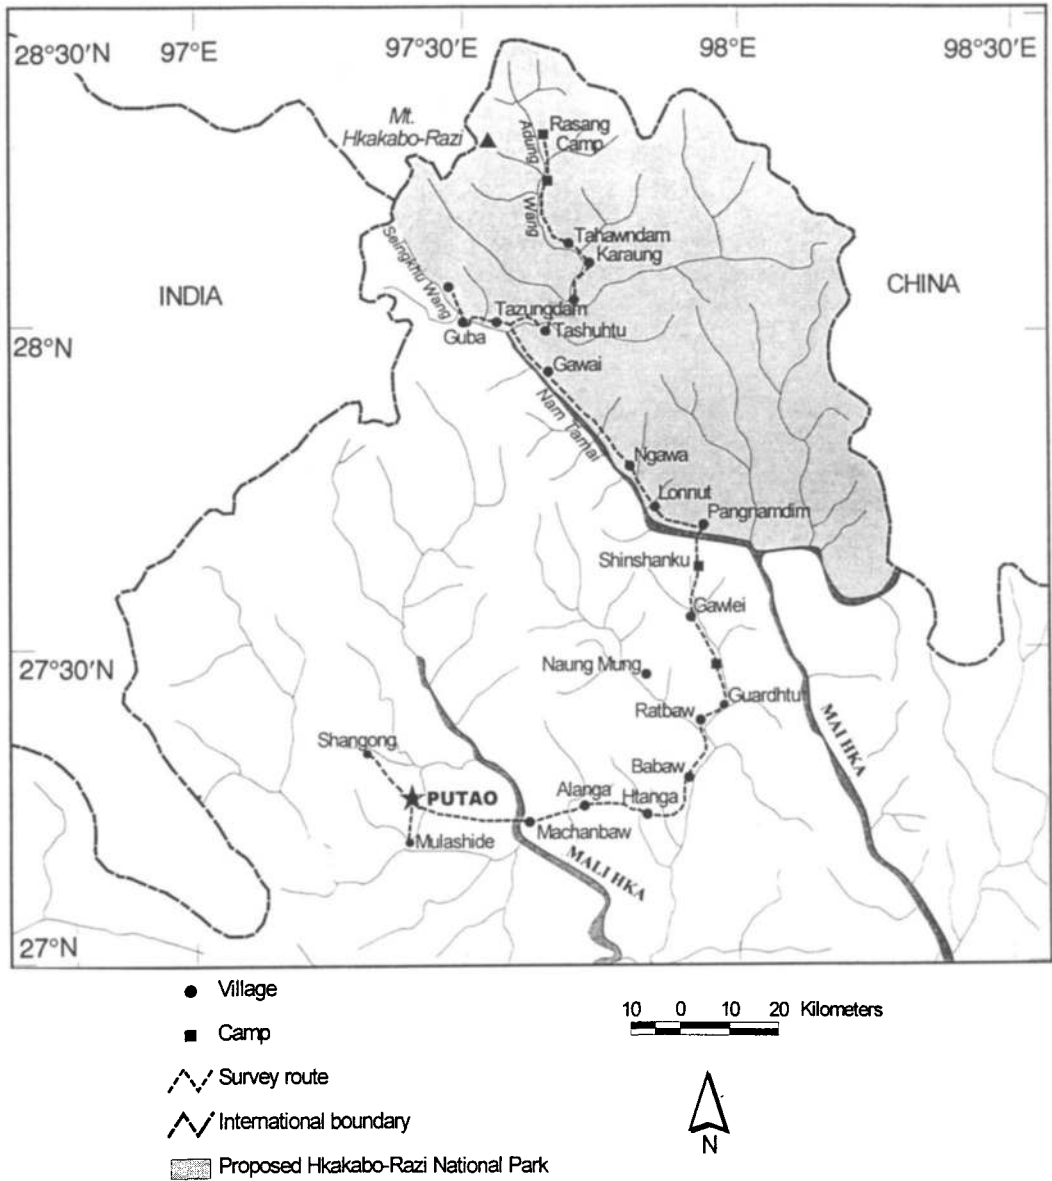 28°30′N
97°E
97°30′E
98°E
98°30′E
Mt.
Hkakabo-Razi
Adung
Wang
Rasang
Camp
Tahawndam
Karaung
Seingkhu Wang
INDIA
CHINA
Tazungdam
Guba
Tashuhtu
28°N
Gawai
Nam Tamai
Ngawa
Lonnut
Pangnamdim
Shinshanku
Gawlei
27°30′N
Naung Mung
Guardhtut
Ratbaw
MAI HKA
Shangong
Babaw
Alanga
Htanga
PUTAO
Machanbaw
Mulashide
MALI HKA
27°N
Village
Camp
Survey route
International boundary
Proposed Hkakabo-Razi National Park
10 0 10 20 Kilometers
N